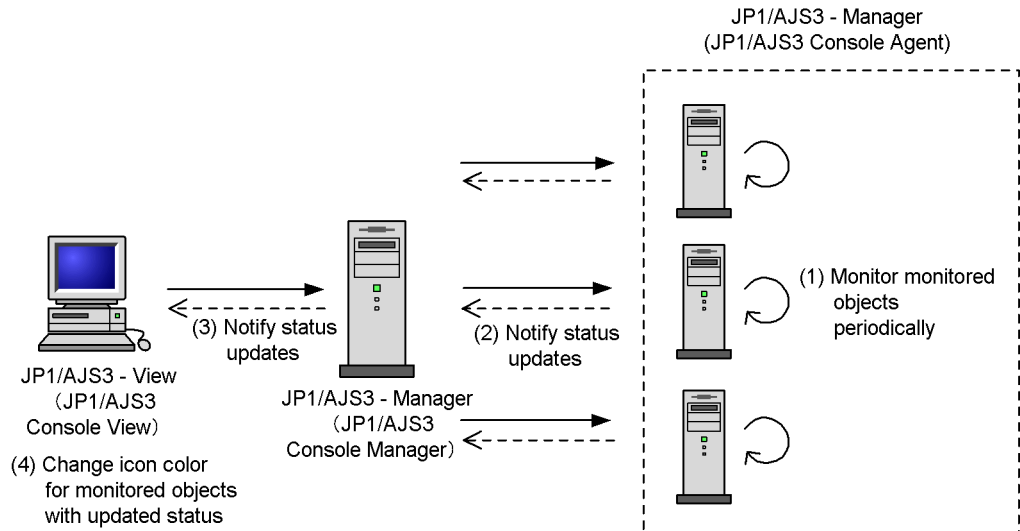 JP1/AJS3 - Manager
(JP1/AJS3 Console Agent)
(1) Monitor monitored
objects
periodically
(3) Notify status
updates
(2) Notify status
updates
JP1/AJS3 - View
（JP1/AJS3
Console View）
JP1/AJS3 - Manager
（JP1/AJS3
Console Manager）
(4) Change icon color
for monitored objects
with updated status